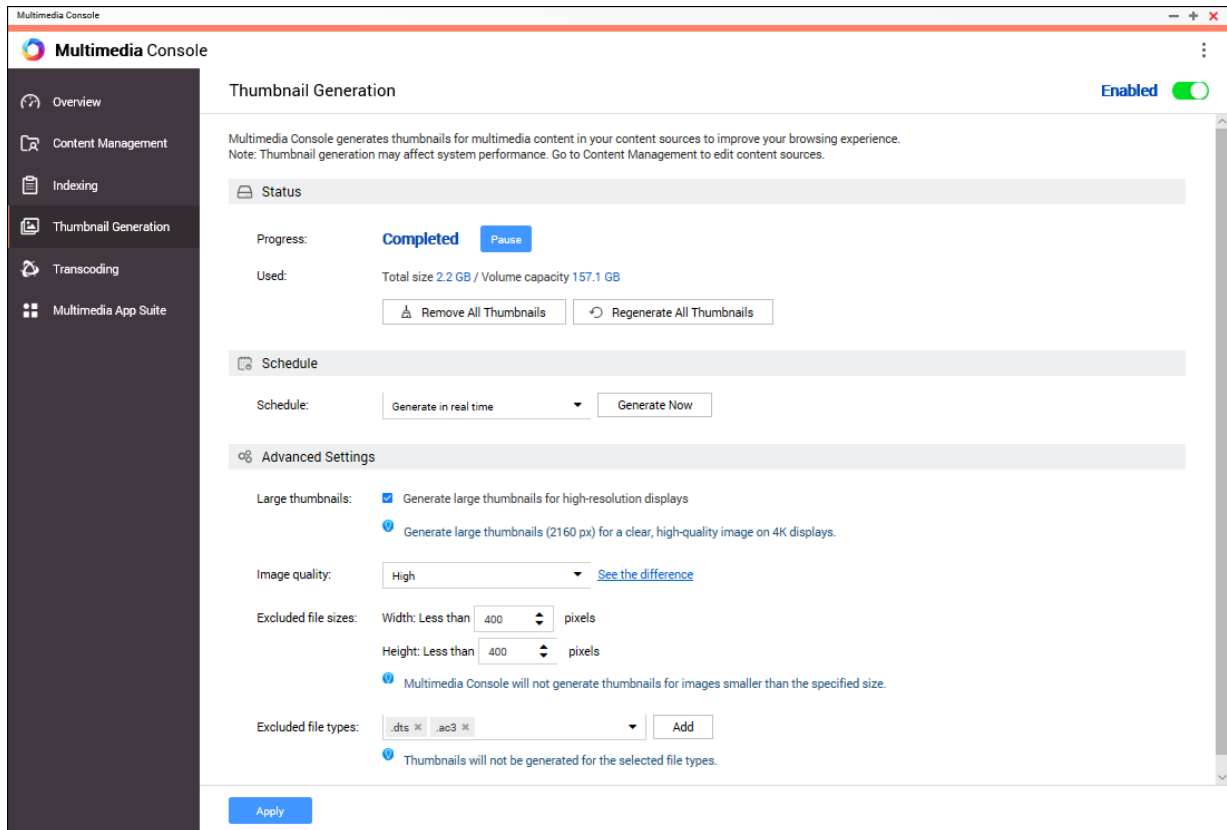 Multimedia Console
Multimedia Console
Overview
Content Management
Indexing
Thumbnail Generation
Transcoding
Multimedia App Suite
Thumbnail Generation
Enabled
Multimedia Console generates thumbnails for multimedia content in your content sources to improve your browsing experience.
Note: Thumbnail generation may affect system performance. Go to Content Management to edit content sources.
Status
Progress: Completed Pause
Used: Total size 2.2 GB / Volume capacity 157.1 GB
Remove All Thumbnails Regenerate All Thumbnails
Schedule
Schedule: Generate in real time Generate Now
Advanced Settings
Large thumbnails: Generate large thumbnails for high-resolution displays
Generate large thumbnails (2160 px) for a clear, high-quality image on 4K displays.
Image quality: High See the difference
Excluded file sizes: Width: Less than 400 pixels
Height: Less than 400 pixels
Multimedia Console will not generate thumbnails for images smaller than the specified size.
Excluded file types: .dts .ac3 Add
Thumbnails will not be generated for the selected file types.
Apply